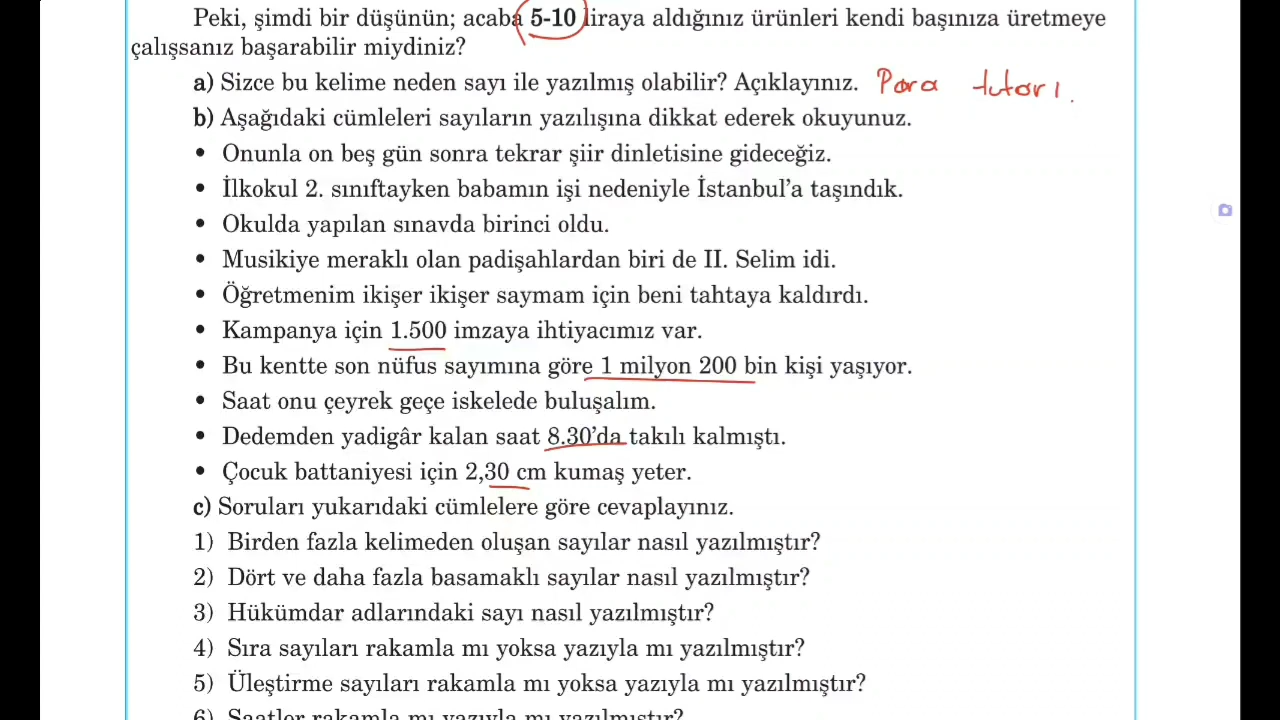 Peki, şimdi bir düşünün; acaba 5-10 liraya aldığınız ürünleri kendi başınıza üretmeye
çalışsanız başarabilir miydiniz?
a) Sizce bu kelime neden sayı ile yazılmış olabilir? Açıklayınız. Para tutarı.
b) Aşağıdaki cümleleri sayıların yazılışına dikkat ederek okuyunuz.
• Onunla on beş gün sonra tekrar şiir dinletisine gideceğiz.
• İlkokul 2. sınıftayken babamın işi nedeniyle İstanbul'a taşındık.
• Okulda yapılan sınavda birinci oldu.
• Musikiye meraklı olan padişahlardan biri de II. Selim idi.
• Öğretmenim ikişer ikişer saymam için beni tahtaya kaldırdı.
• Kampanya için 1.500 imzaya ihtiyacımız var.
• Bu kentte son nüfus sayımına göre 1 milyon 200 bin kişi yaşıyor.
• Saat onu çeyrek geçe iskelede buluşalım.
• Dedemden yadigâr kalan saat 8.30'da takılı kalmıştı.
• Çocuk battaniyesi için 2,30 cm kumaş yeter.
c) Soruları yukarıdaki cümlelere göre cevaplayınız.
1) Birden fazla kelimeden oluşan sayılar nasıl yazılmıştır?
2) Dört ve daha fazla basamaklı sayılar nasıl yazılmıştır?
3) Hükümdar adlarındaki sayı nasıl yazılmıştır?
4) Sıra sayıları rakamla mı yoksa yazıyla mı yazılmıştır?
5) Üleştirme sayıları rakamla mı yoksa yazıyla mı yazılmıştır?
6) Saatler rakamla mı yazıyla mı yazılmıştır?